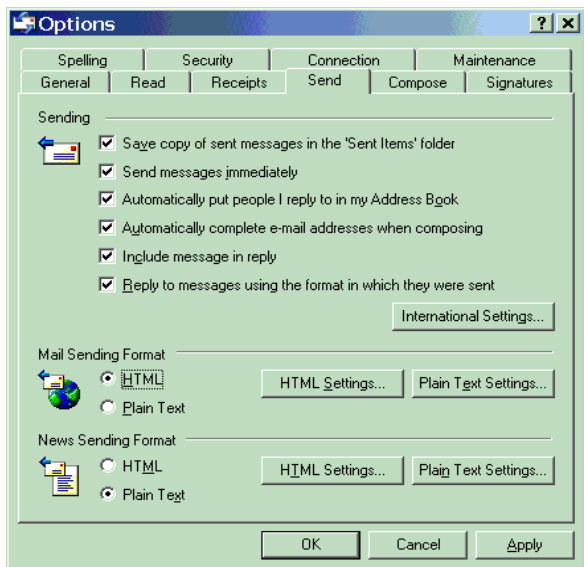 Options
Spelling Security Connection Maintenance
General Read Receipts Send Compose Signatures
Sending
Save copy of sent messages in the 'Sent Items' folder
Send messages immediately
Automatically put people I reply to in my Address Book
Automatically complete e-mail addresses when composing
Include message in reply
Reply to messages using the format in which they were sent
International Settings...
Mail Sending Format
HTML HTML Settings... Plain Text Settings...
Plain Text
News Sending Format
HTML HTML Settings... Plain Text Settings...
Plain Text
OK Cancel Apply